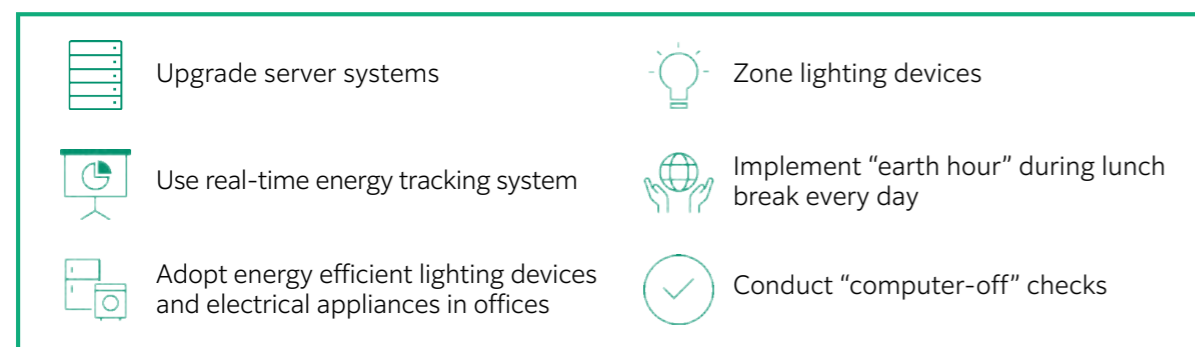 Upgrade server systems
Use real-time energy tracking system
Adopt energy efficient lighting devices
and electrical appliances in offices
Zone lighting devices
Implement “earth hour” during lunch
break every day
Conduct “computer-off” checks